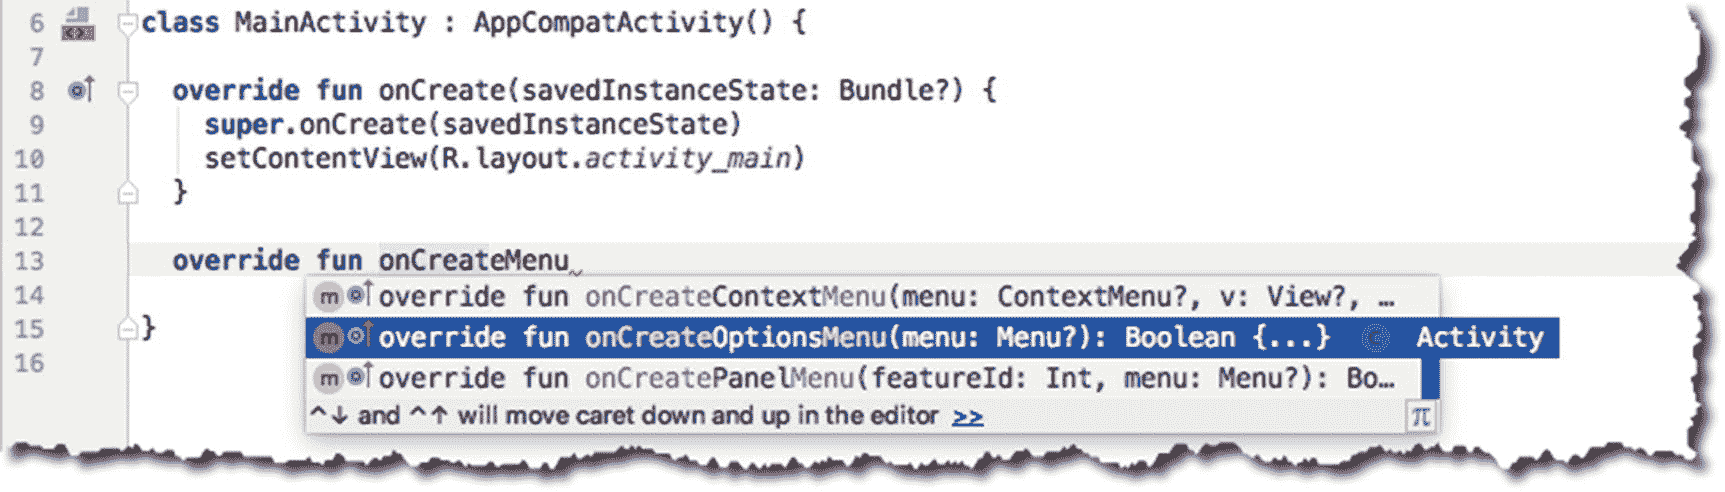 6 class MainActivity : AppCompatActivity() {
7
8 override fun onCreate(savedInstanceState: Bundle?) {
9 super.onCreate(savedInstanceState)
10 setContentView(R.layout.activity_main)
11 }
12
13 override fun onCreateMenu
m override fun onCreateContextMenu(menu: ContextMenu?, v: View?, …
14
m override fun onCreateOptionsMenu(menu: Menu?): Boolean {...} Activity
15 }
m override fun onCreatePanelMenu(featureId: Int, menu: Menu?): Bo…
16
^↓ and ^↑ will move caret down and up in the editor >> π